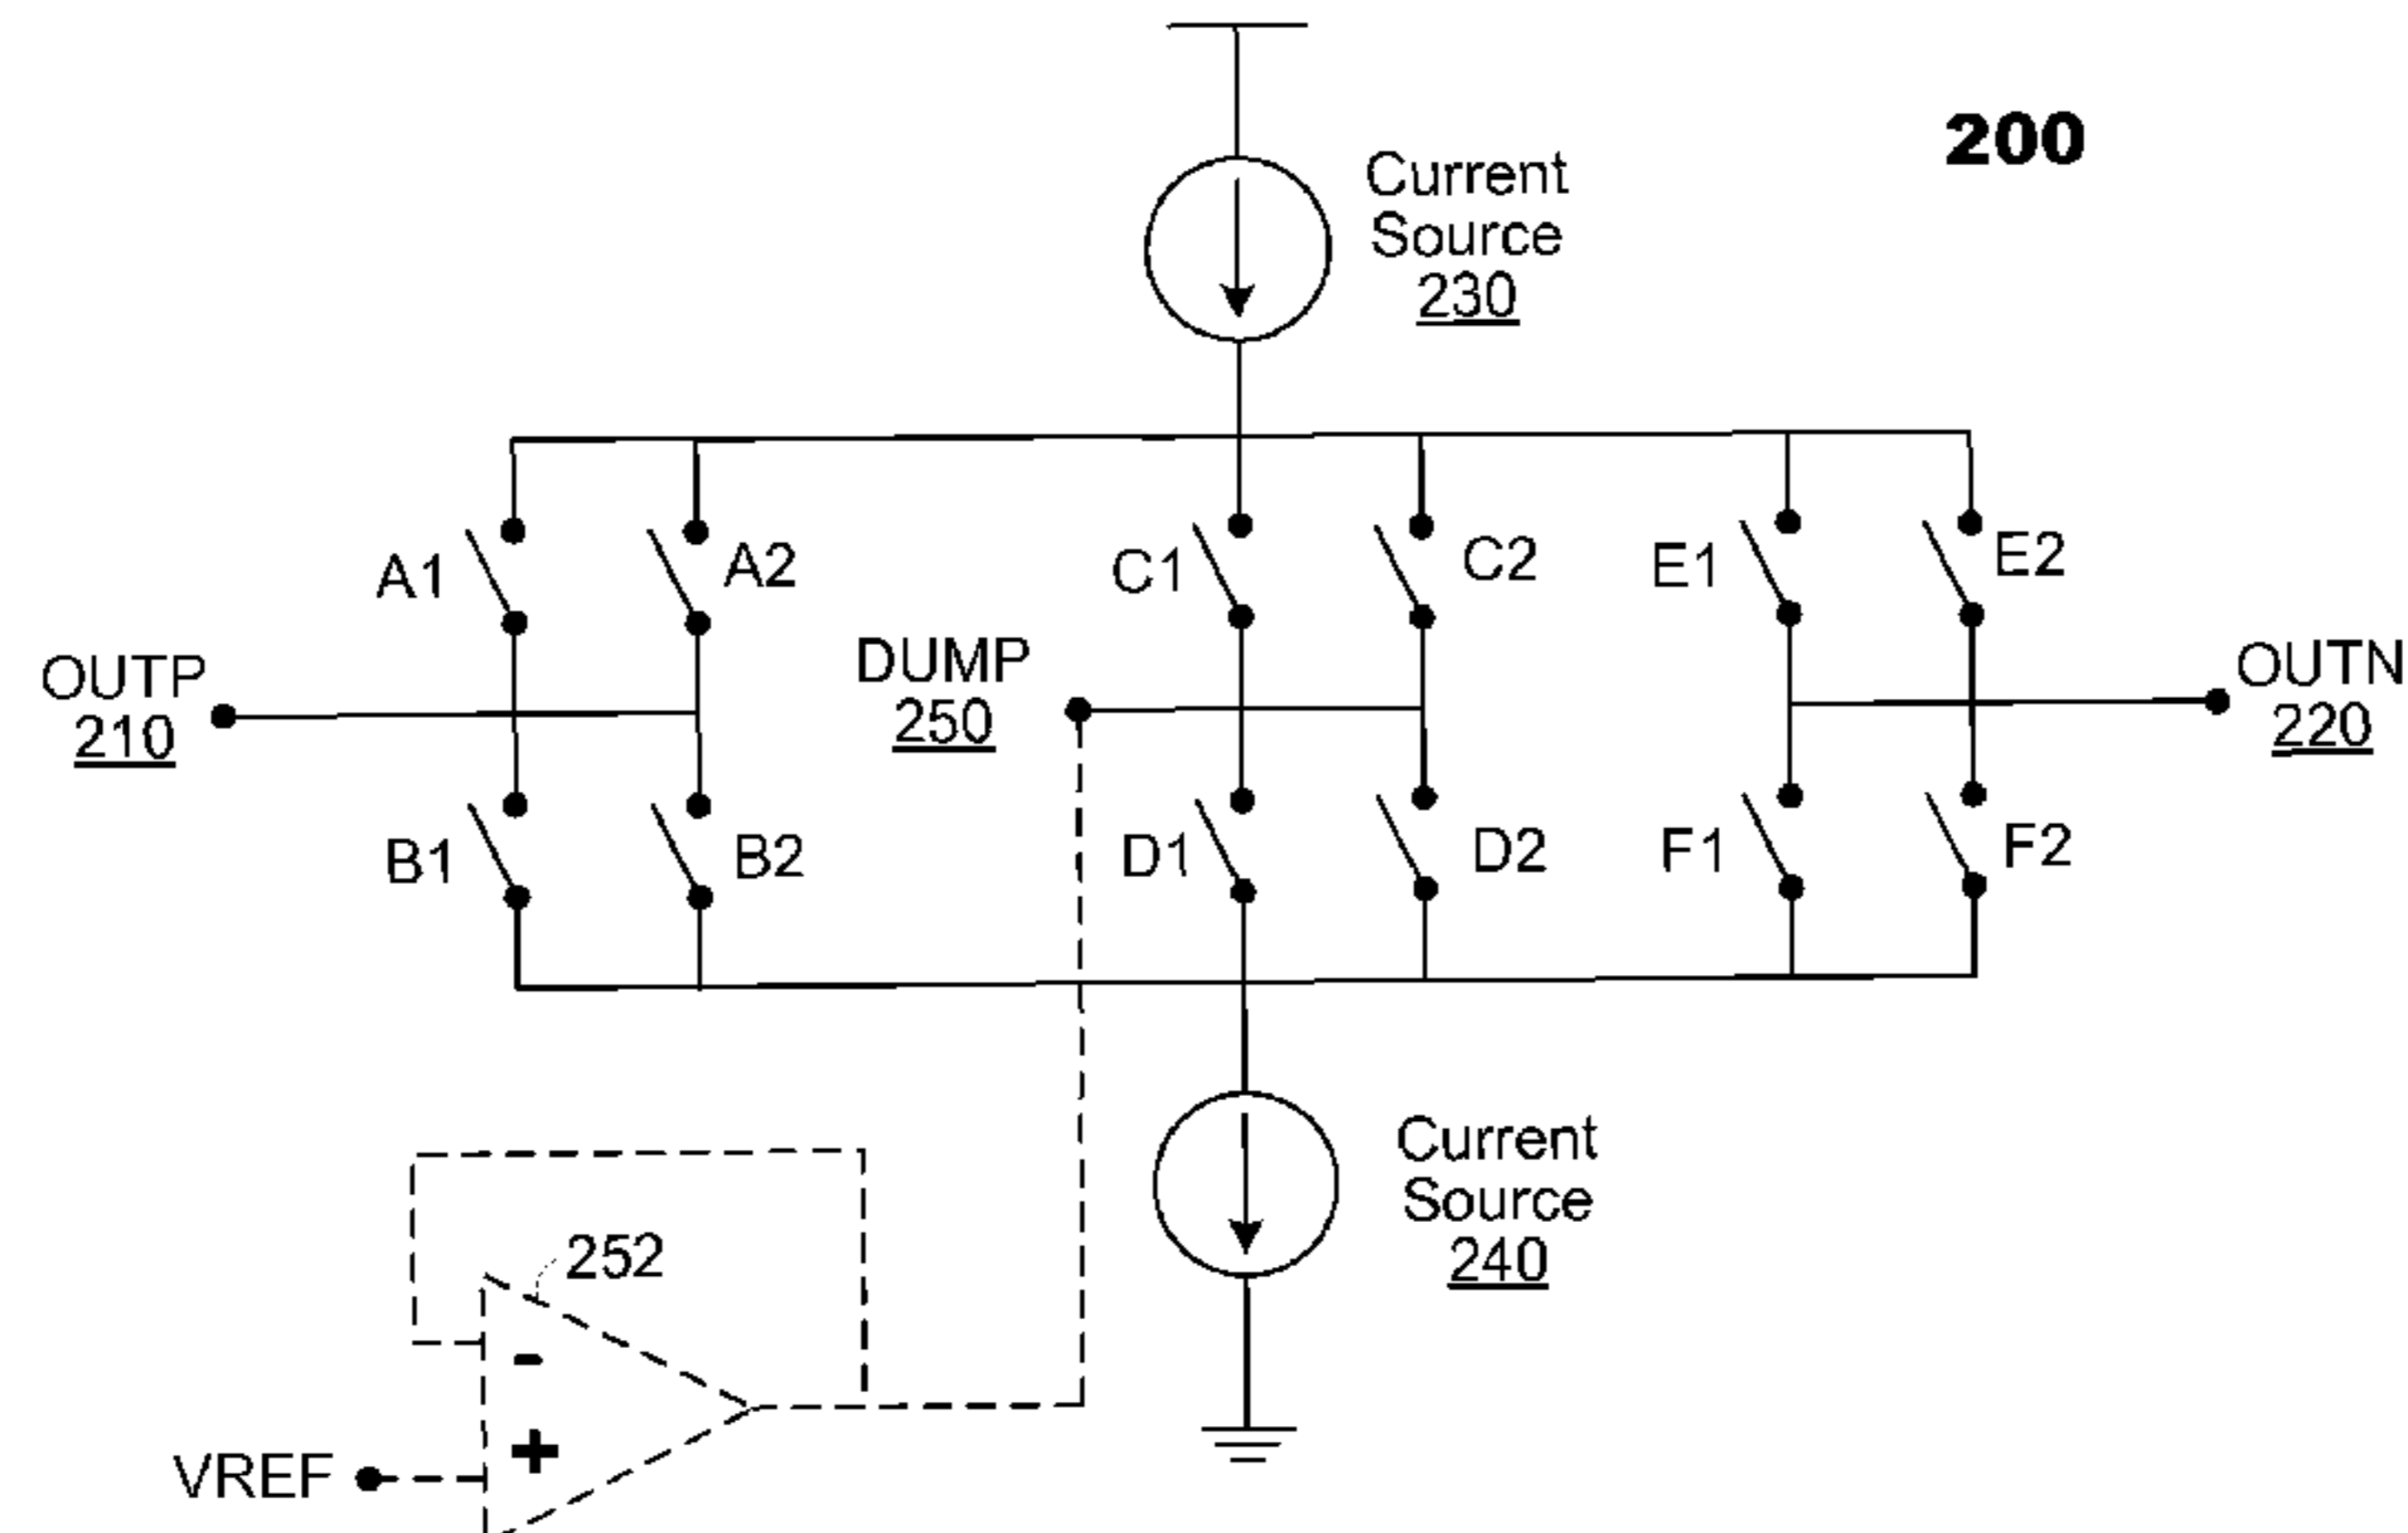 200
Current
Source
230
A1
A2
C1
C2
E1
E2
OUTP
210
DUMP
250
OUTN
220
B1
B2
D1
D2
F1
F2
Current
Source
240
252
-
+
VREF